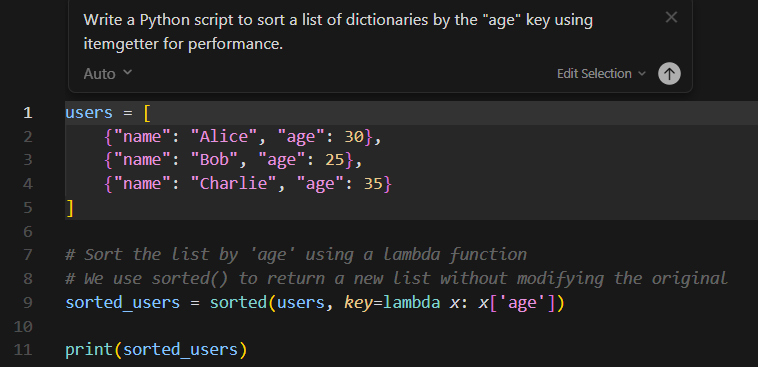 Write a Python script to sort a list of dictionaries by the "age" key using
itemgetter for performance.
Auto
Edit Selection
1 users = [
2     {"name": "Alice", "age": 30},
3     {"name": "Bob", "age": 25},
4     {"name": "Charlie", "age": 35}
5 ]
6
7 # Sort the list by 'age' using a lambda function
8 # We use sorted() to return a new list without modifying the original
9 sorted_users = sorted(users, key=lambda x: x['age'])
10
11 print(sorted_users)